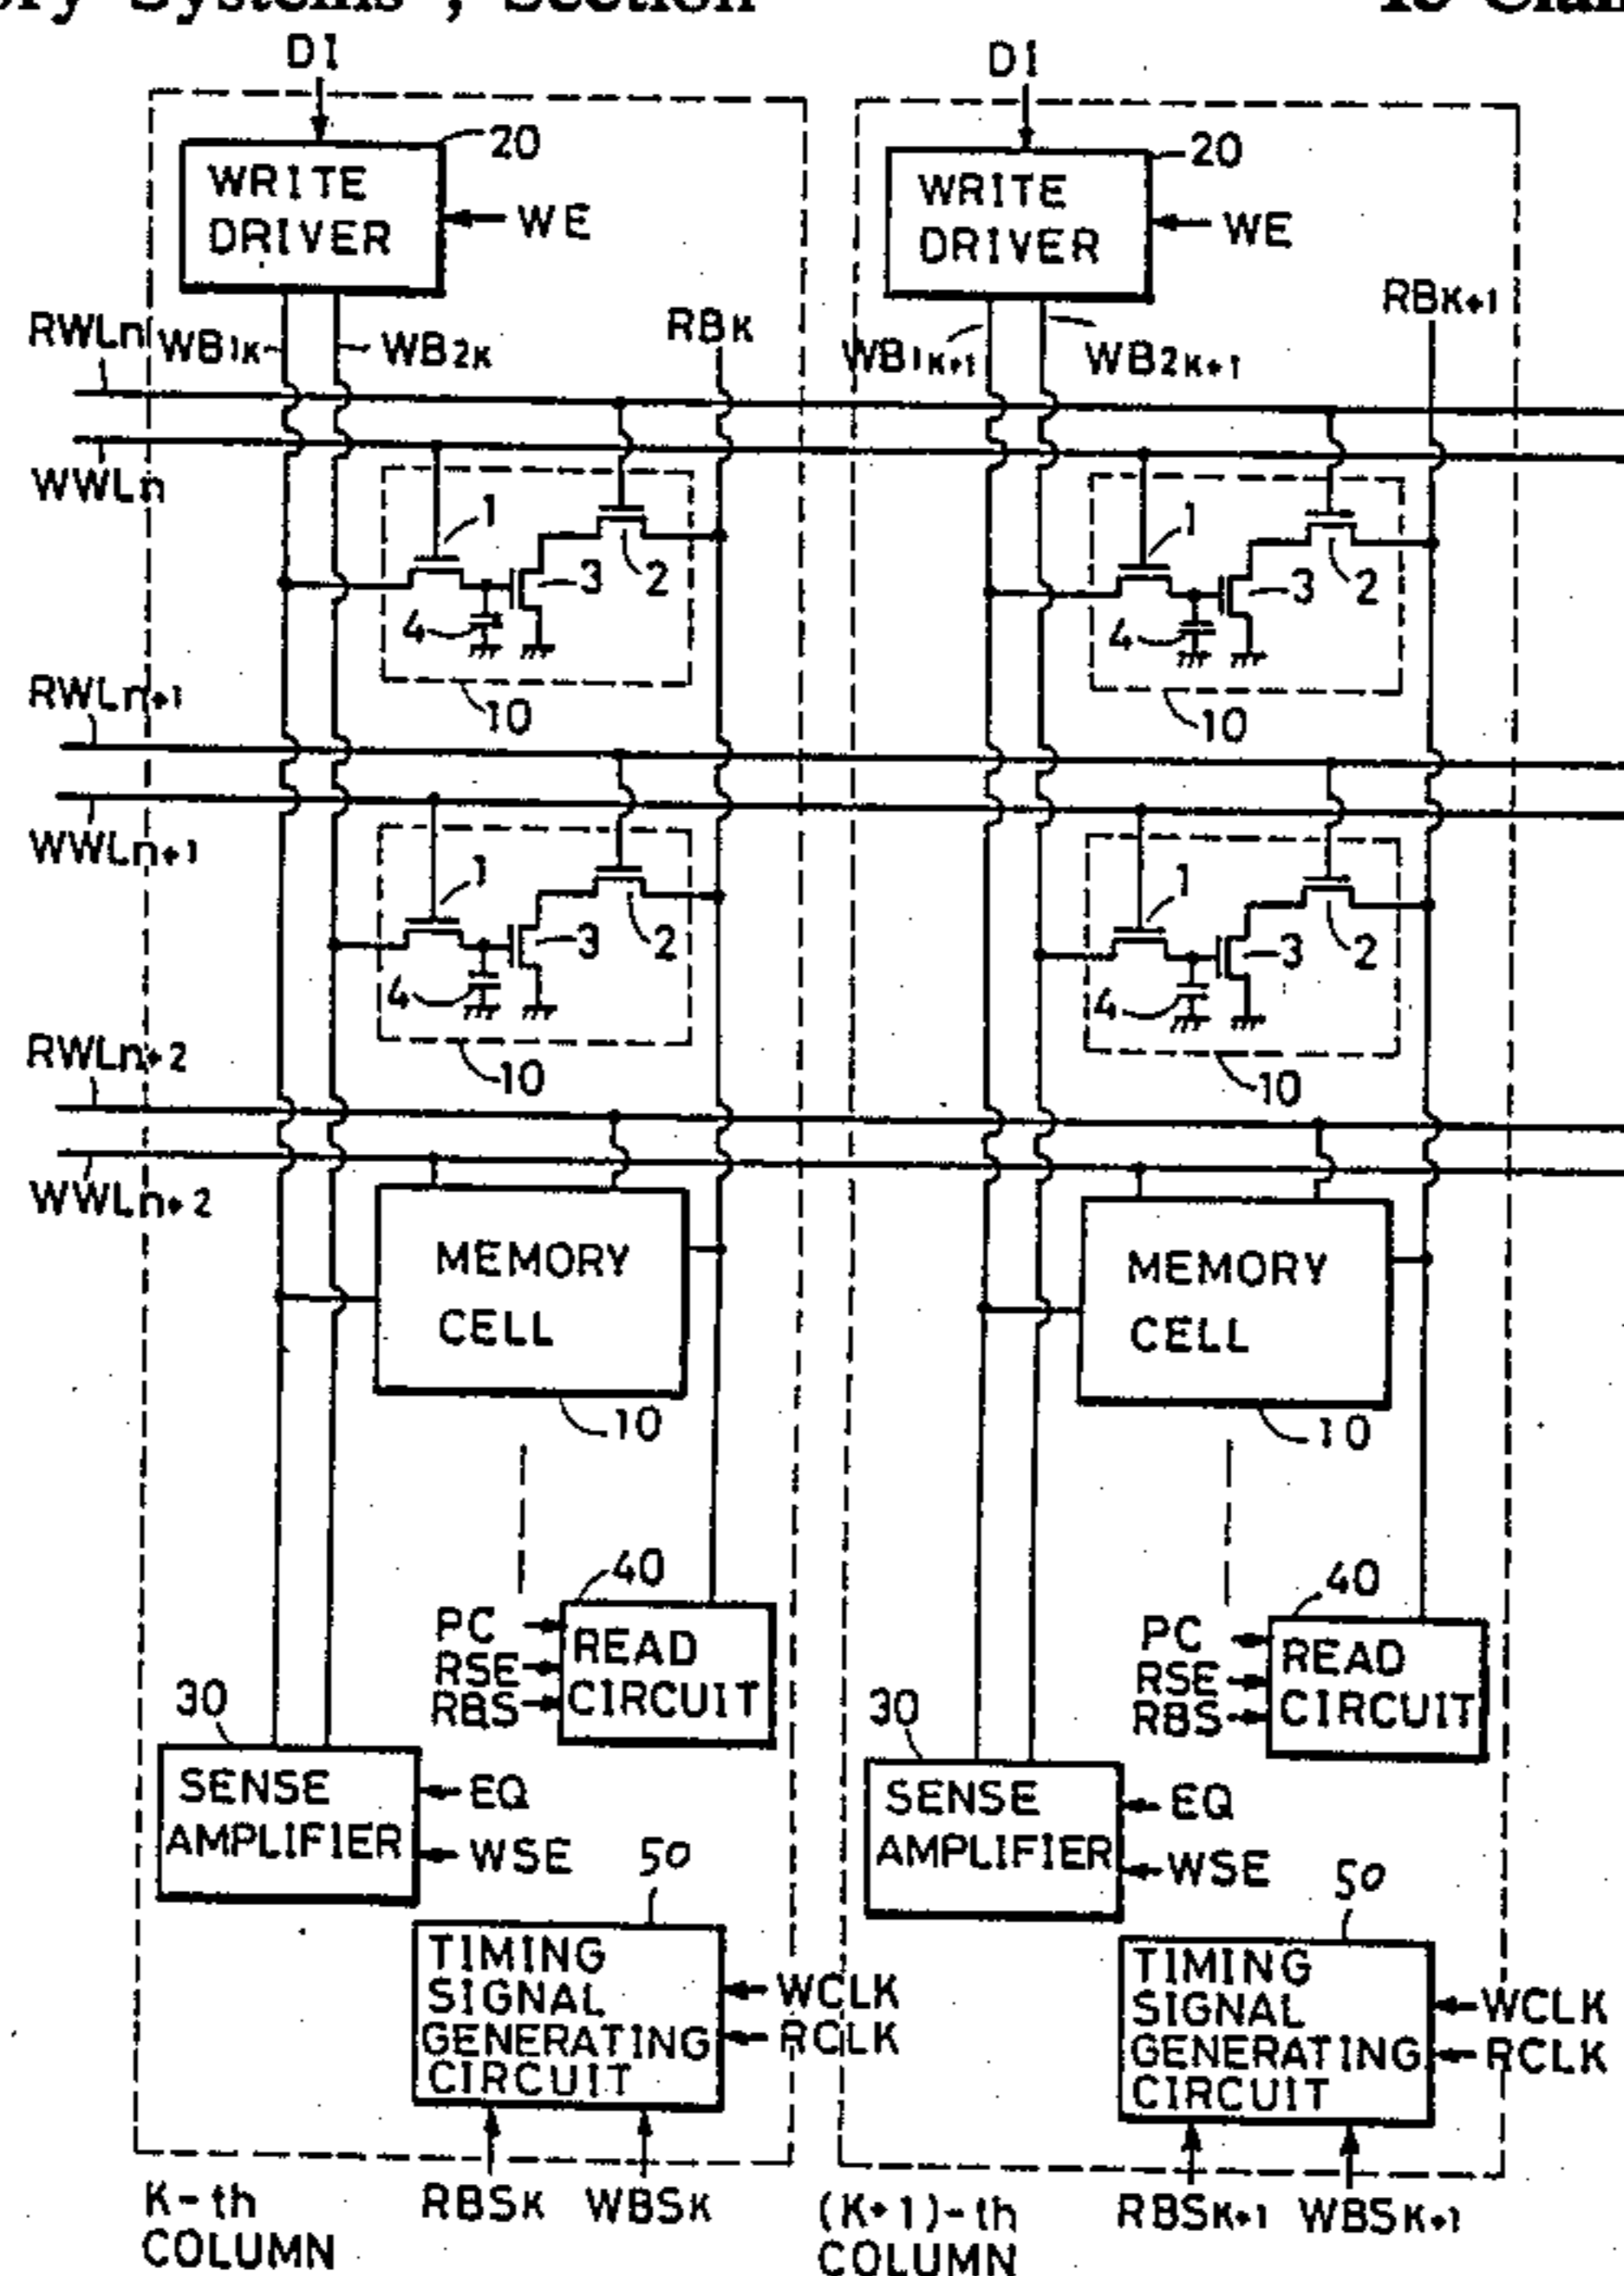 ory Systems", Section
DI
20
WRITE
DRIVER
WE
RWLn
WB1K
WB2K
RBK
WWLn
1
2
3
4
10
RWLn+1
WWLn+1
1
2
3
4
10
RWLn+2
WWLn+2
MEMORY
CELL
10
40
PC
RSE
RBS
READ
CIRCUIT
30
SENSE
AMPLIFIER
EQ
WSE
50
TIMING
SIGNAL
GENERATING
CIRCUIT
WCLK
RCLK
RBSK
WBSK
K-th
COLUMN
DI
20
WRITE
DRIVER
WE
WB1K+1
WB2K+1
RBK+1
1
2
3
4
10
1
2
3
4
10
MEMORY
CELL
10
40
PC
RSE
RBS
READ
CIRCUIT
30
SENSE
AMPLIFIER
EQ
WSE
50
TIMING
SIGNAL
GENERATING
CIRCUIT
WCLK
RCLK
RBSK+1
WBSK+1
(K+1)-th
COLUMN